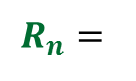 Rₙ =